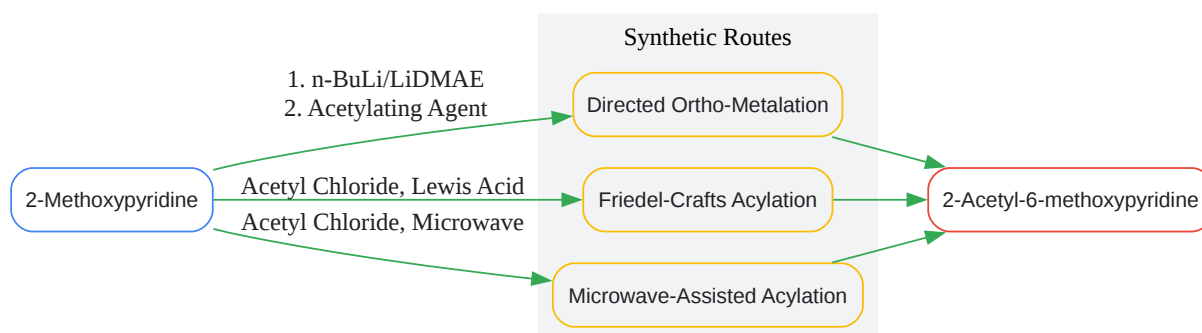 Synthetic Routes
1. n-BuLi/LiDMAE
2. Acetylating Agent
Directed Ortho-Metalation
2-Methoxypyridine
Acetyl Chloride, Lewis Acid
Friedel-Crafts Acylation
2-Acetyl-6-methoxypyridine
Acetyl Chloride, Microwave
Microwave-Assisted Acylation